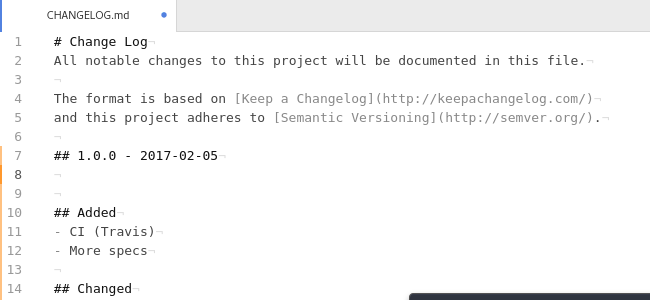 CHANGELOG.md
1 # Change Log¬
2 All notable changes to this project will be documented in this file.¬
3 ¬
4 The format is based on [Keep a Changelog](http://keepachangelog.com/)¬
5 and this project adheres to [Semantic Versioning](http://semver.org/).¬
6 ¬
7 ## 1.0.0 - 2017-02-05¬
8 ¬
9 ¬
10 ## Added¬
11 - CI (Travis)¬
12 - More specs¬
13 ¬
14 ## Changed¬